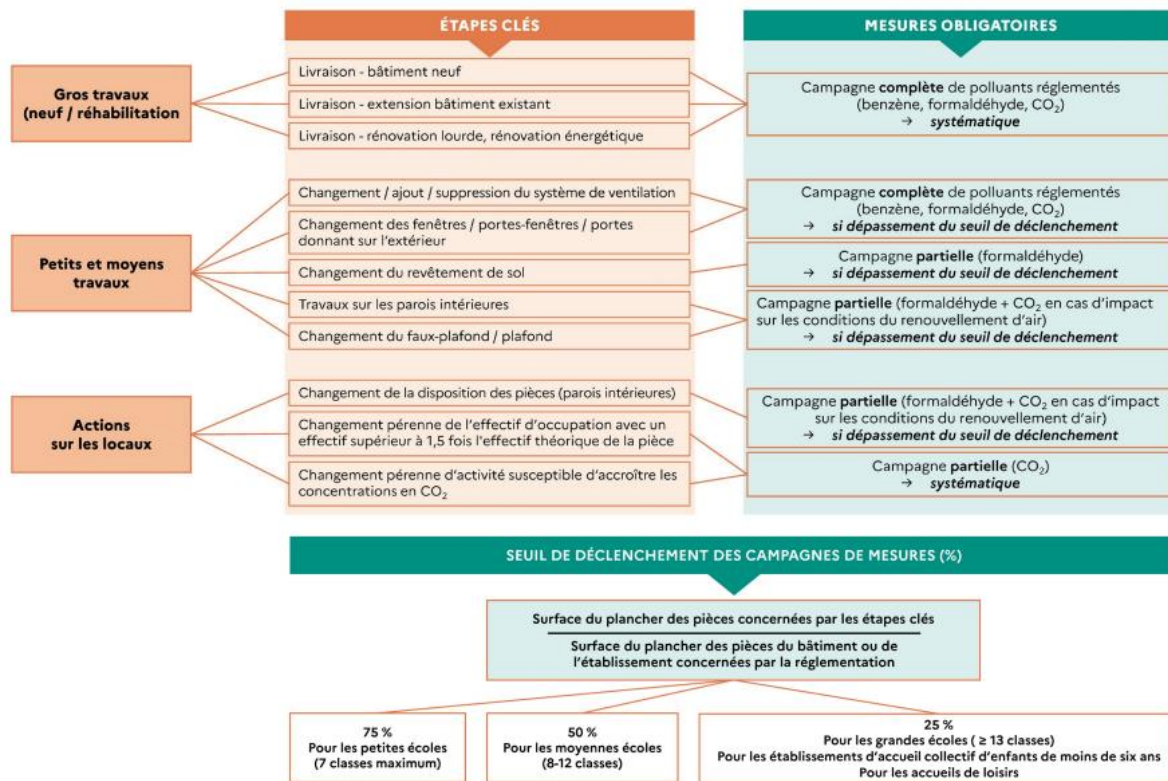 ÉTAPES CLÉS
MESURES OBLIGATOIRES
Gros travaux
(neuf / réhabilitation
Livraison - bâtiment neuf
Livraison - extension bâtiment existant
Livraison - rénovation lourde, rénovation énergétique
Campagne complète de polluants réglementés
(benzène, formaldéhyde, CO₂)
→ systématique
Petits et moyens
travaux
Changement / ajout / suppression du système de ventilation
Changement des fenêtres / portes-fenêtres / portes
donnant sur l'extérieur
Changement du revêtement de sol
Travaux sur les parois intérieures
Changement du faux-plafond / plafond
Campagne complète de polluants réglementés
(benzène, formaldéhyde, CO₂)
→ si dépassement du seuil de déclenchement
Campagne partielle (formaldéhyde)
→ si dépassement du seuil de déclenchement
Campagne partielle (formaldéhyde + CO₂ en cas d'impact
sur les conditions du renouvellement d'air)
→ si dépassement du seuil de déclenchement
Actions
sur les locaux
Changement de la disposition des pièces (parois intérieures)
Changement pérenne de l'effectif d'occupation avec un
effectif supérieur à 1,5 fois l'effectif théorique de la pièce
Changement pérenne d'activité susceptible d'accroître les
concentrations en CO₂
Campagne partielle (formaldéhyde + CO₂ en cas d'impact
sur les conditions du renouvellement d'air)
→ si dépassement du seuil de déclenchement
Campagne partielle (CO₂)
→ systématique
SEUIL DE DÉCLENCHEMENT DES CAMPAGNES DE MESURES (%)
Surface du plancher des pièces concernées par les étapes clés
Surface du plancher des pièces du bâtiment ou de
l'établissement concernées par la réglementation
75 %
Pour les petites écoles
(7 classes maximum)
50 %
Pour les moyennes écoles
(8-12 classes)
25 %
Pour les grandes écoles ( ≥ 13 classes)
Pour les établissements d'accueil collectif d'enfants de moins de six ans
Pour les accueils de loisirs